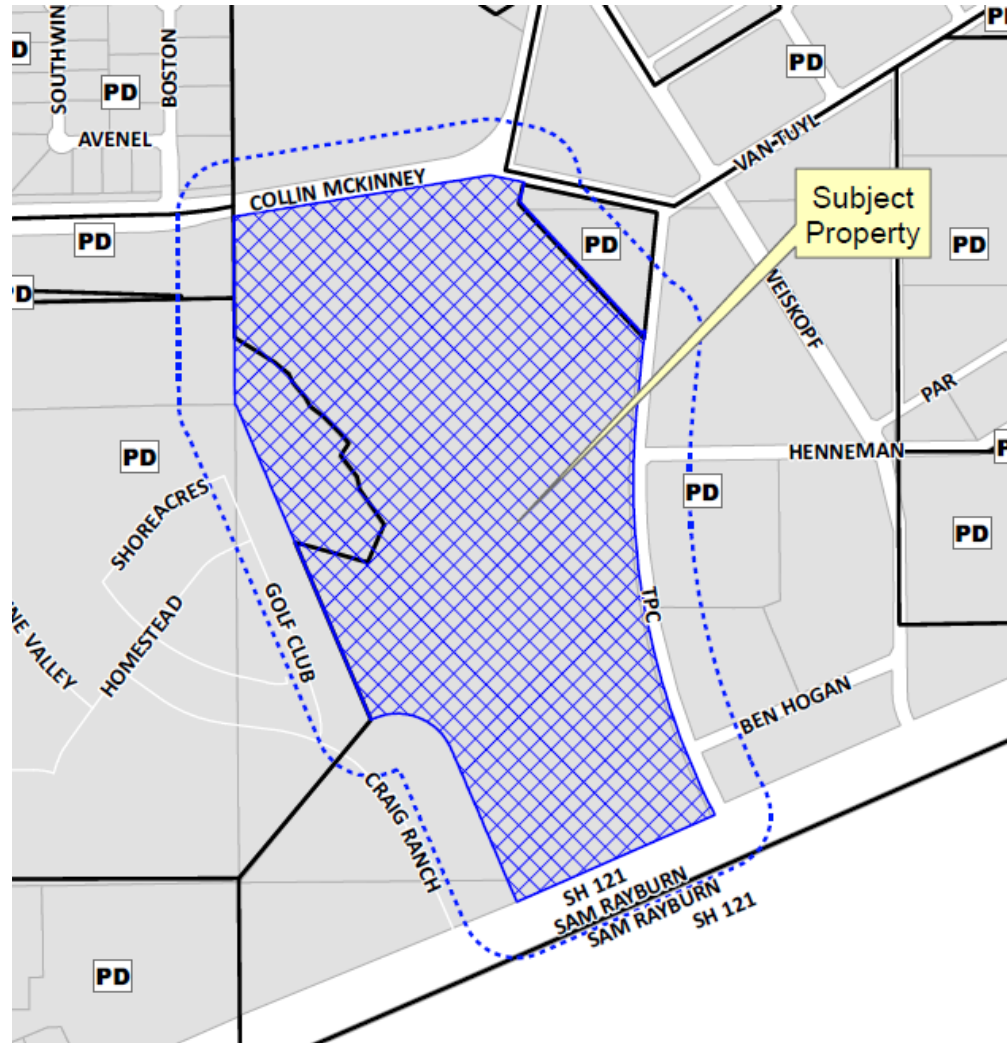 PD
D
SOUTHWIN
BOSTON
PD
PD
AVENEL
VAN TUYL
COLLIN MCKINNEY
Subject
Property
PD
PD
PD
D
WEISKOPF
PAR
PD
HENNEMAN
P
SHOREACRES
PD
PD
GOLF CLUB
TPC
HOMESTEAD
NE VALLEY
BEN HOGAN
CRAIG RANCH
SH 121
SAM RAYBURN
SAM RAYBURN
SH 121
PD